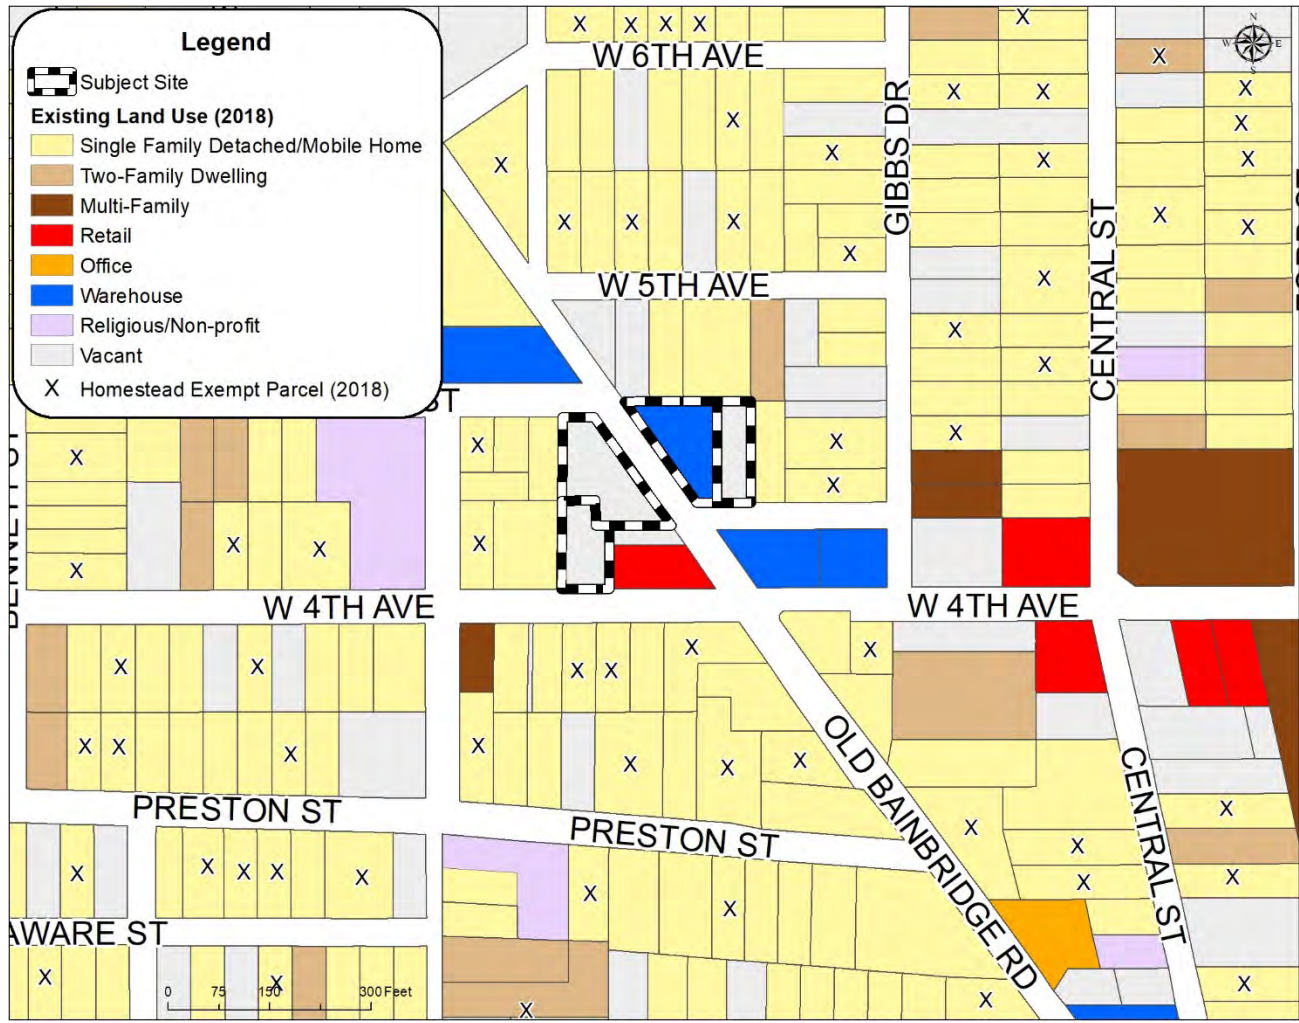 Legend
Subject Site
Existing Land Use (2018)
Single Family Detached/Mobile Home
Two-Family Dwelling
Multi-Family
Retail
Office
Warehouse
Religious/Non-profit
Vacant
X Homestead Exempt Parcel (2018)
N
W E
S
W 6TH AVE
GIBBS DR
CENTRAL ST
W 5TH AVE
ST
W 4TH AVE
W 4TH AVE
OLD BAINBRIDGE RD
CENTRAL ST
PRESTON ST
PRESTON ST
AWARE ST
0 75 150 300 Feet